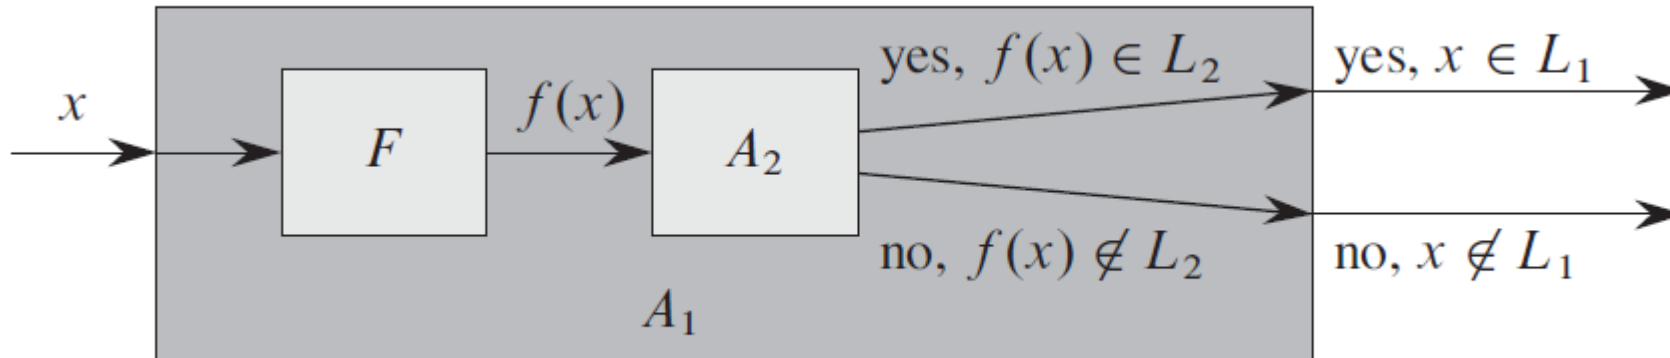 yes, f(x) ∈ L₂
yes, x ∈ L₁
x
f(x)
F
A₂
no, f(x) ∉ L₂
no, x ∉ L₁
A₁